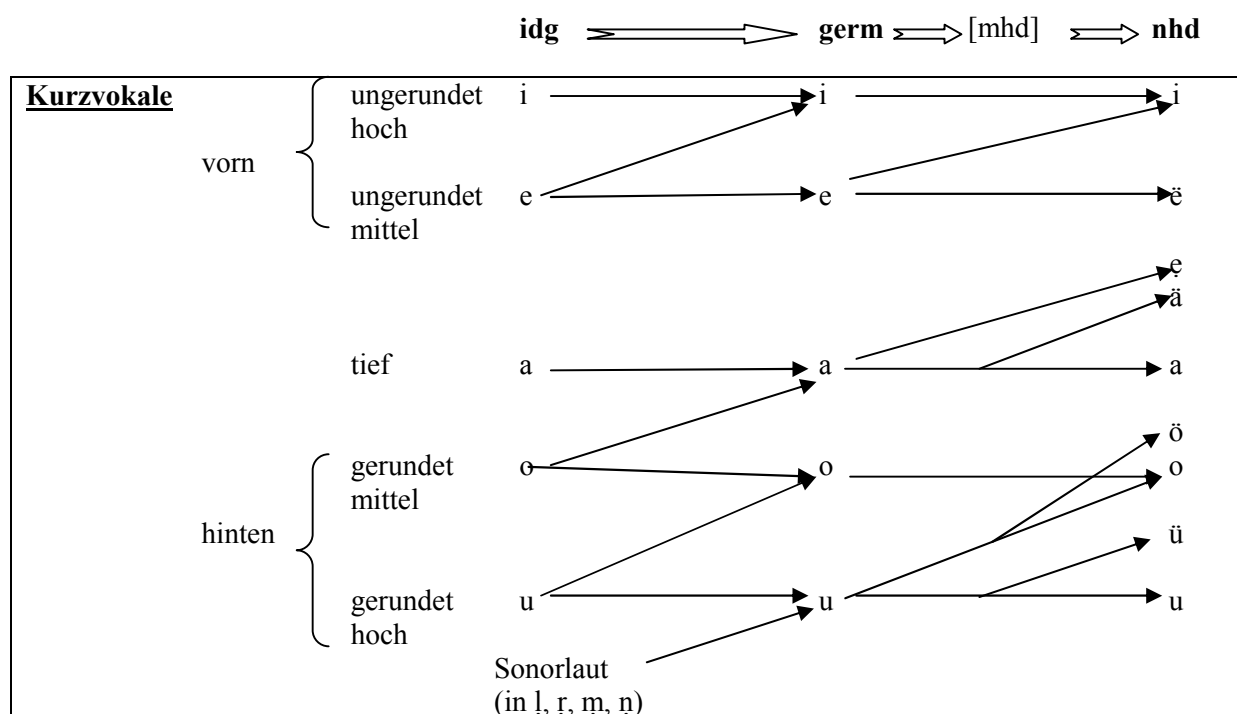 idg germ [mhd] nhd
Kurzvokale
vorn
ungerundet
hoch
i i i
ungerundet
mittel
e e ë
ẹ
ä
tief
a a a
ö
hinten
gerundet
mittel
o o o
ü
gerundet
hoch
u u u
Sonorlaut
(in l̥, r̥, m̥, n̥)